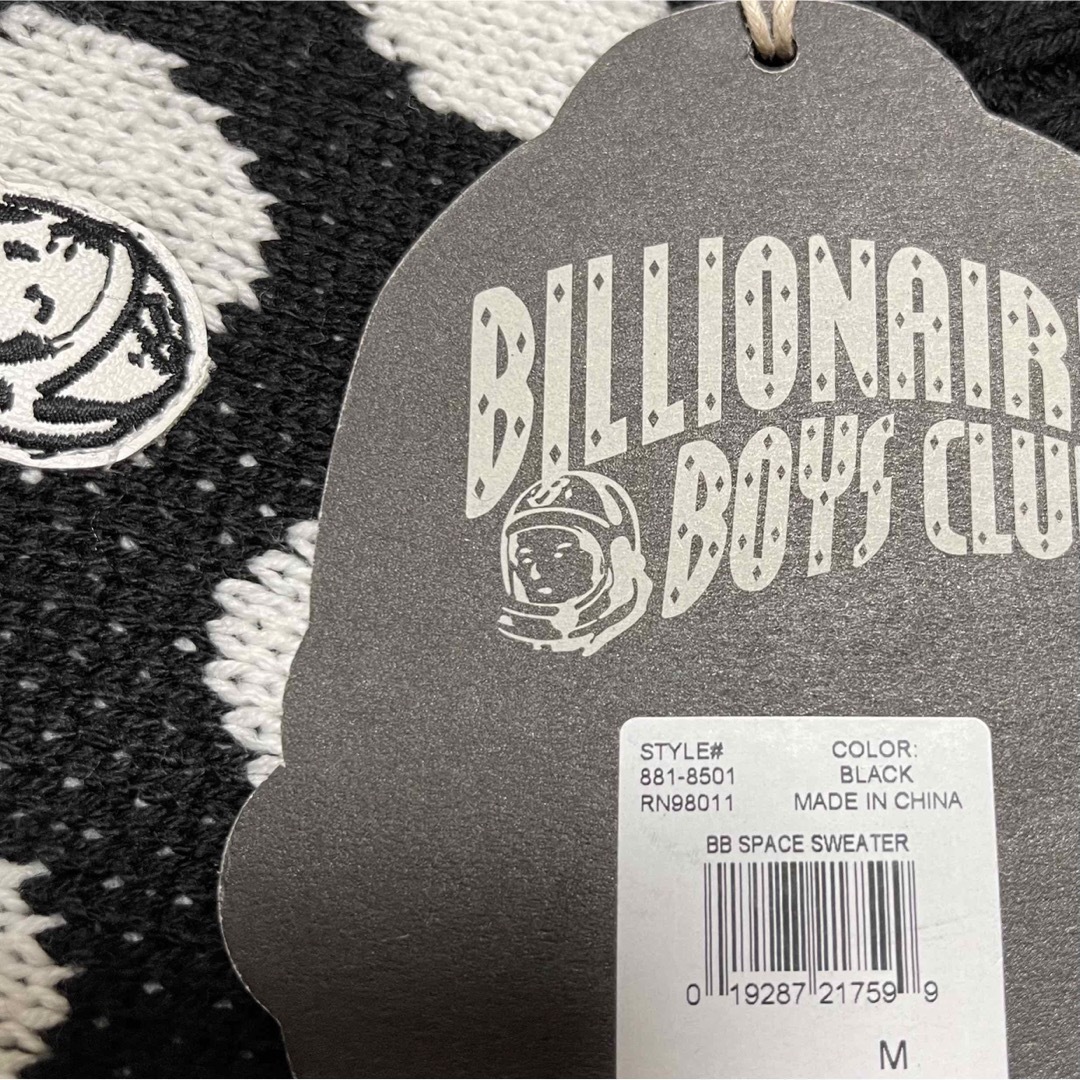 BILLIONAIR
BOYS CLU
STYLE# COLOR:
881-8501 BLACK
RN98011 MADE IN CHINA
BB SPACE SWEATER
0 19287 21759 9
M